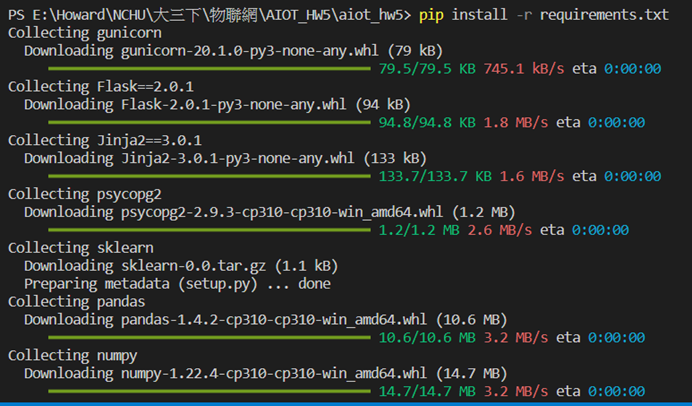 PS E:\Howard\NCHU\大三下\物聯網\AIOT_HW5\aiot_hw5> pip install -r requirements.txt
Collecting gunicorn
  Downloading gunicorn-20.1.0-py3-none-any.whl (79 kB)
     79.5/79.5 KB 745.1 kB/s eta 0:00:00
Collecting Flask==2.0.1
  Downloading Flask-2.0.1-py3-none-any.whl (94 kB)
     94.8/94.8 KB 1.8 MB/s eta 0:00:00
Collecting Jinja2==3.0.1
  Downloading Jinja2-3.0.1-py3-none-any.whl (133 kB)
     133.7/133.7 KB 1.6 MB/s eta 0:00:00
Collecting psycopg2
  Downloading psycopg2-2.9.3-cp310-cp310-win_amd64.whl (1.2 MB)
     1.2/1.2 MB 2.6 MB/s eta 0:00:00
Collecting sklearn
  Downloading sklearn-0.0.tar.gz (1.1 kB)
  Preparing metadata (setup.py) ... done
Collecting pandas
  Downloading pandas-1.4.2-cp310-cp310-win_amd64.whl (10.6 MB)
     10.6/10.6 MB 3.2 MB/s eta 0:00:00
Collecting numpy
  Downloading numpy-1.22.4-cp310-cp310-win_amd64.whl (14.7 MB)
     14.7/14.7 MB 3.2 MB/s eta 0:00:00